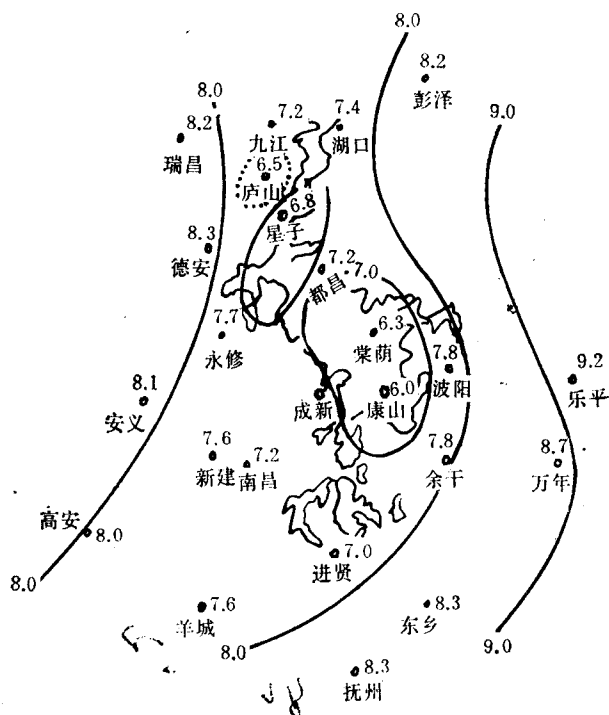 8.0
8.2
彭泽
8.0
9.0
8.2
瑞昌
7.2
九江
7.4
湖口
6.5
庐山
6.8
星子
8.3
德安
7.2
都昌
7.0
7.7
永修
6.3
棠荫
7.8
波阳
9.2
乐平
8.1
安义
成新
6.0
康山
7.6
新建
7.2
南昌
7.8
余干
8.7
万年
高安
8.0
8.0
7.0
进贤
7.6
羊城
8.3
东乡
8.0
9.0
8.3
抚州